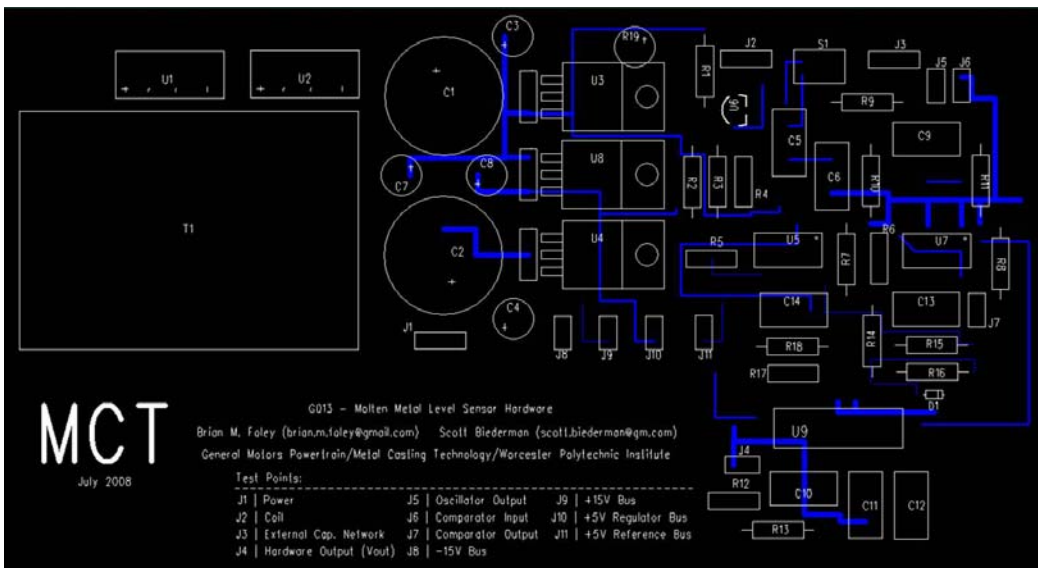 C3
R19
J2
S1
J3
J5
J6
U1
U2
C1
U3
R1
U6
R9
C5
C9
C7
C8
U8
R2
R3
R4
C6
R10
R11
T1
C2
U4
R5
U5
R7
R6
U7
R8
C4
C14
C13
J7
J1
J8
J9
J10
J11
R18
R14
R15
R17
R16
D1
MCT
July 2008
G013 - Molten Metal Level Sensor Hardware
Brian M. Foley (brian.m.foley@gmail.com) Scott Biederman (scott.biederman@gm.com)
General Motors Powertrain/Metal Casting Technology/Worcester Polytechnic Institute
U9
J4
R12
C10
C11
C12
R13
Test Points:
J1 | Power J5 | Oscillator Output J9 | +15V Bus
J2 | Coil J6 | Comparator Input J10 | +5V Regulator Bus
J3 | External Cap. Network J7 | Comparator Output J11 | +5V Reference Bus
J4 | Hardware Output (Vout) J8 | -15V Bus